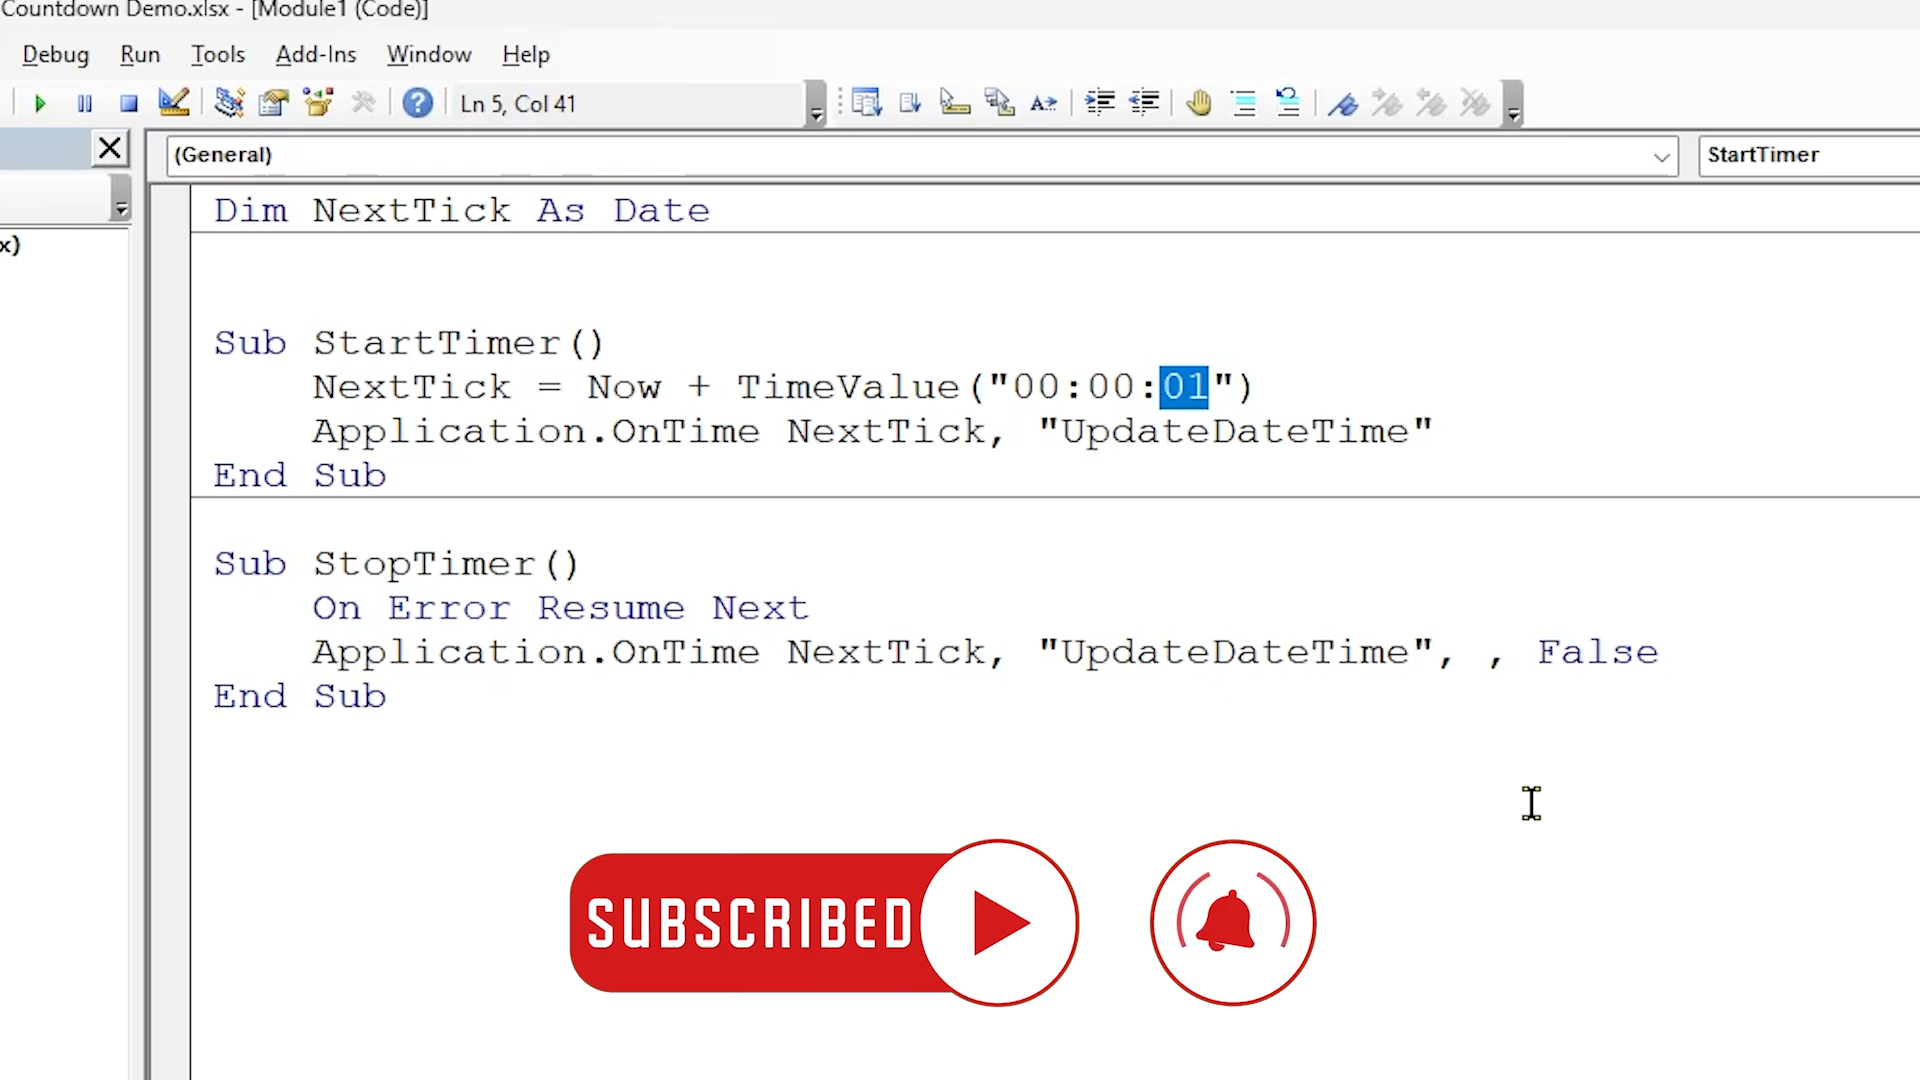 Countdown Demo.xlsx - [Module1 (Code)]
Debug Run Tools Add-Ins Window Help
Ln 5, Col 41
(General)
StartTimer
x)
Dim NextTick As Date
Sub StartTimer()
NextTick = Now + TimeValue("00:00:01")
Application.OnTime NextTick, "UpdateDateTime"
End Sub
Sub StopTimer()
On Error Resume Next
Application.OnTime NextTick, "UpdateDateTime", , False
End Sub
SUBSCRIBED